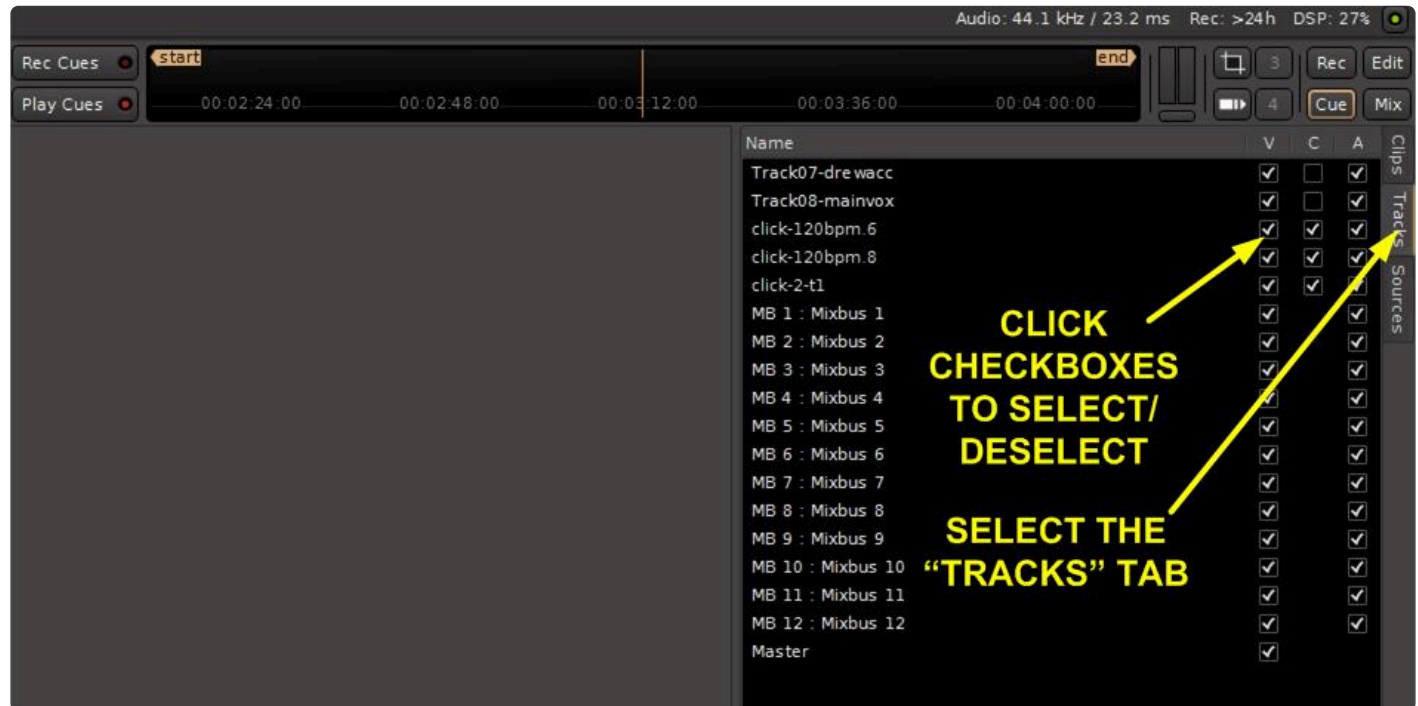 Audio: 44.1 kHz / 23.2 ms Rec: >24h DSP: 27%
Rec Cues start end 3 Rec Edit
Play Cues 00:02:24:00 00:02:48:00 00:03:12:00 00:03:36:00 00:04:00:00 4 Cue Mix
Name V C A
Clips
Tracks
Sources
Track07-drewacc
Track08-mainvox
click-120bpm.6
click-120bpm.8
click-2-t1
MB 1 : Mixbus 1
MB 2 : Mixbus 2
MB 3 : Mixbus 3
MB 4 : Mixbus 4
MB 5 : Mixbus 5
MB 6 : Mixbus 6
MB 7 : Mixbus 7
MB 8 : Mixbus 8
MB 9 : Mixbus 9
MB 10 : Mixbus 10
MB 11 : Mixbus 11
MB 12 : Mixbus 12
Master
CLICK
CHECKBOXES
TO SELECT/
DESELECT
SELECT THE
“TRACKS” TAB